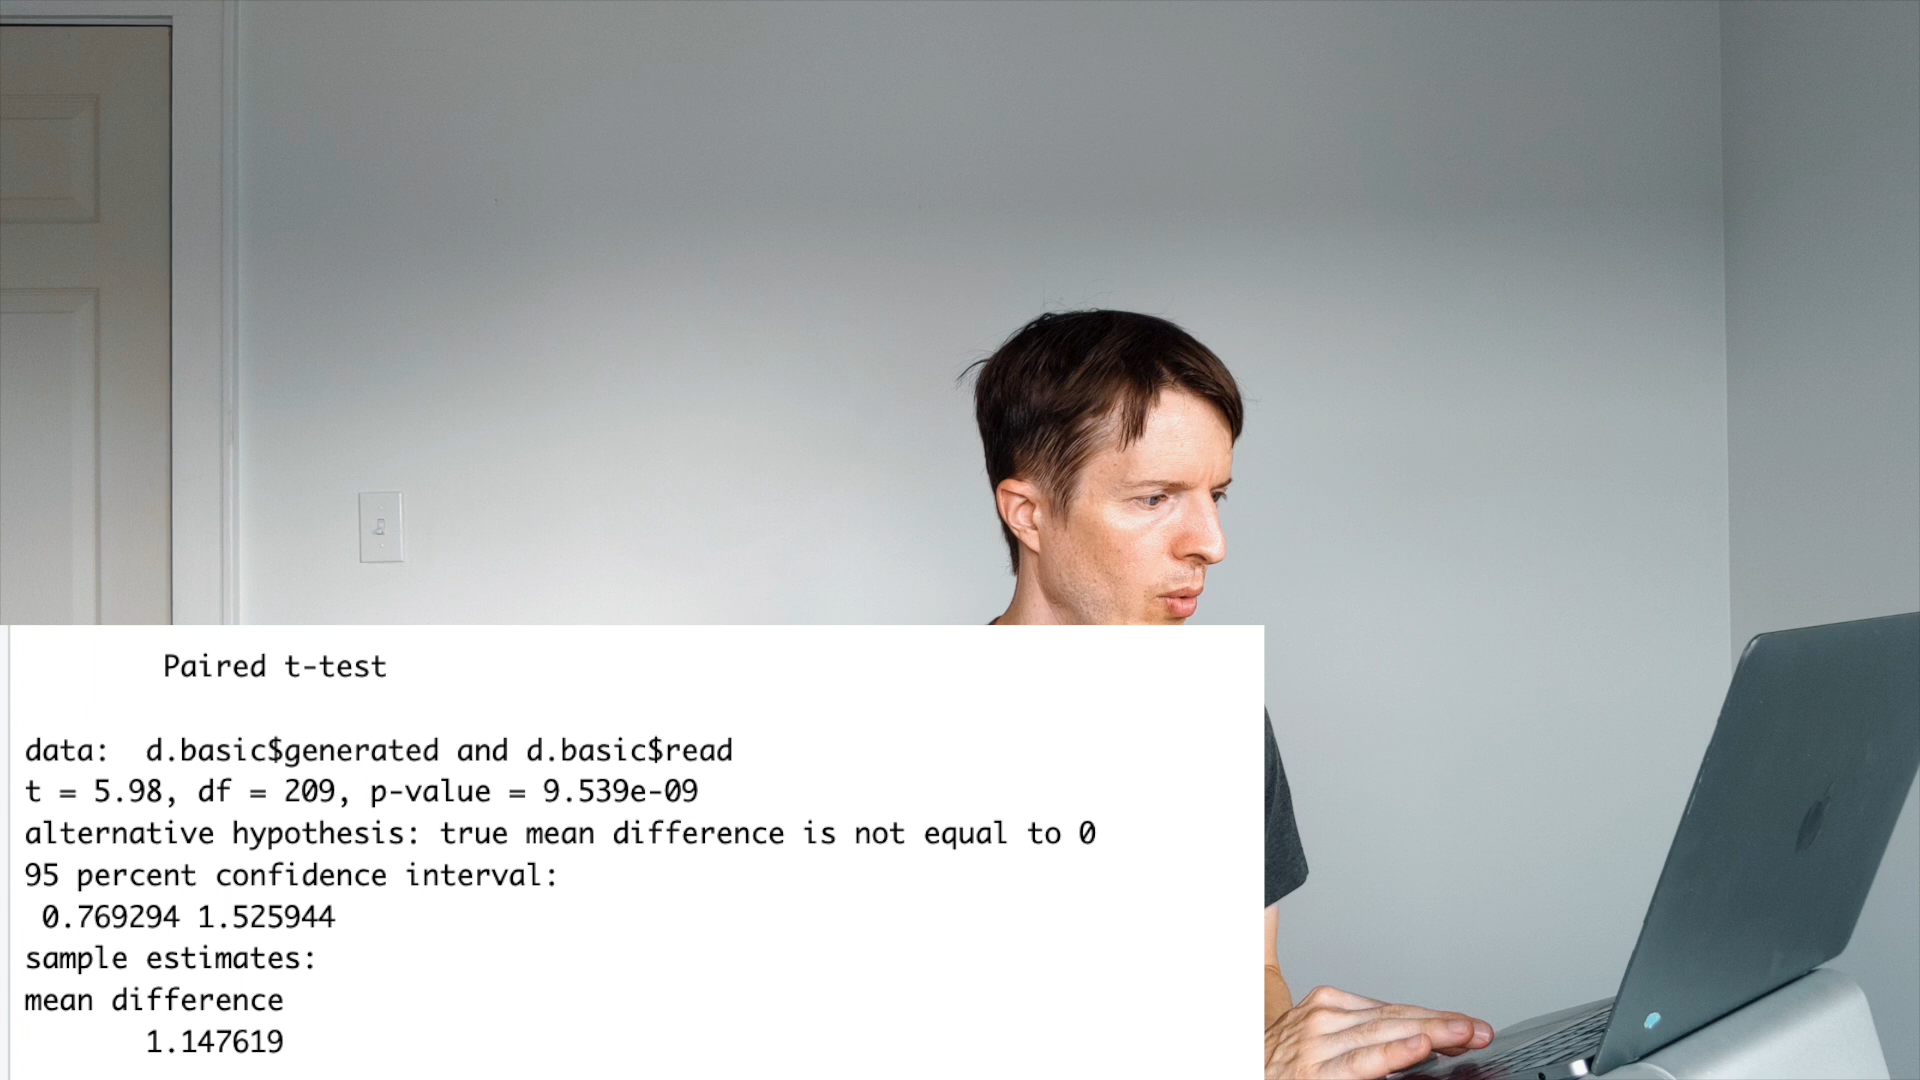 Paired t-test
data: d.basic$generated and d.basic$read
t = 5.98, df = 209, p-value = 9.539e-09
alternative hypothesis: true mean difference is not equal to 0
95 percent confidence interval:
0.769294 1.525944
sample estimates:
mean difference
1.147619